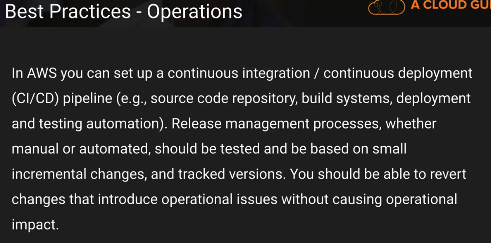 Best Practices - Operations
A CLOUD GU
In AWS you can set up a continuous integration / continuous deployment
(CI/CD) pipeline (e.g., source code repository, build systems, deployment
and testing automation). Release management processes, whether
manual or automated, should be tested and be based on small
incremental changes, and tracked versions. You should be able to revert
changes that introduce operational issues without causing operational
impact.